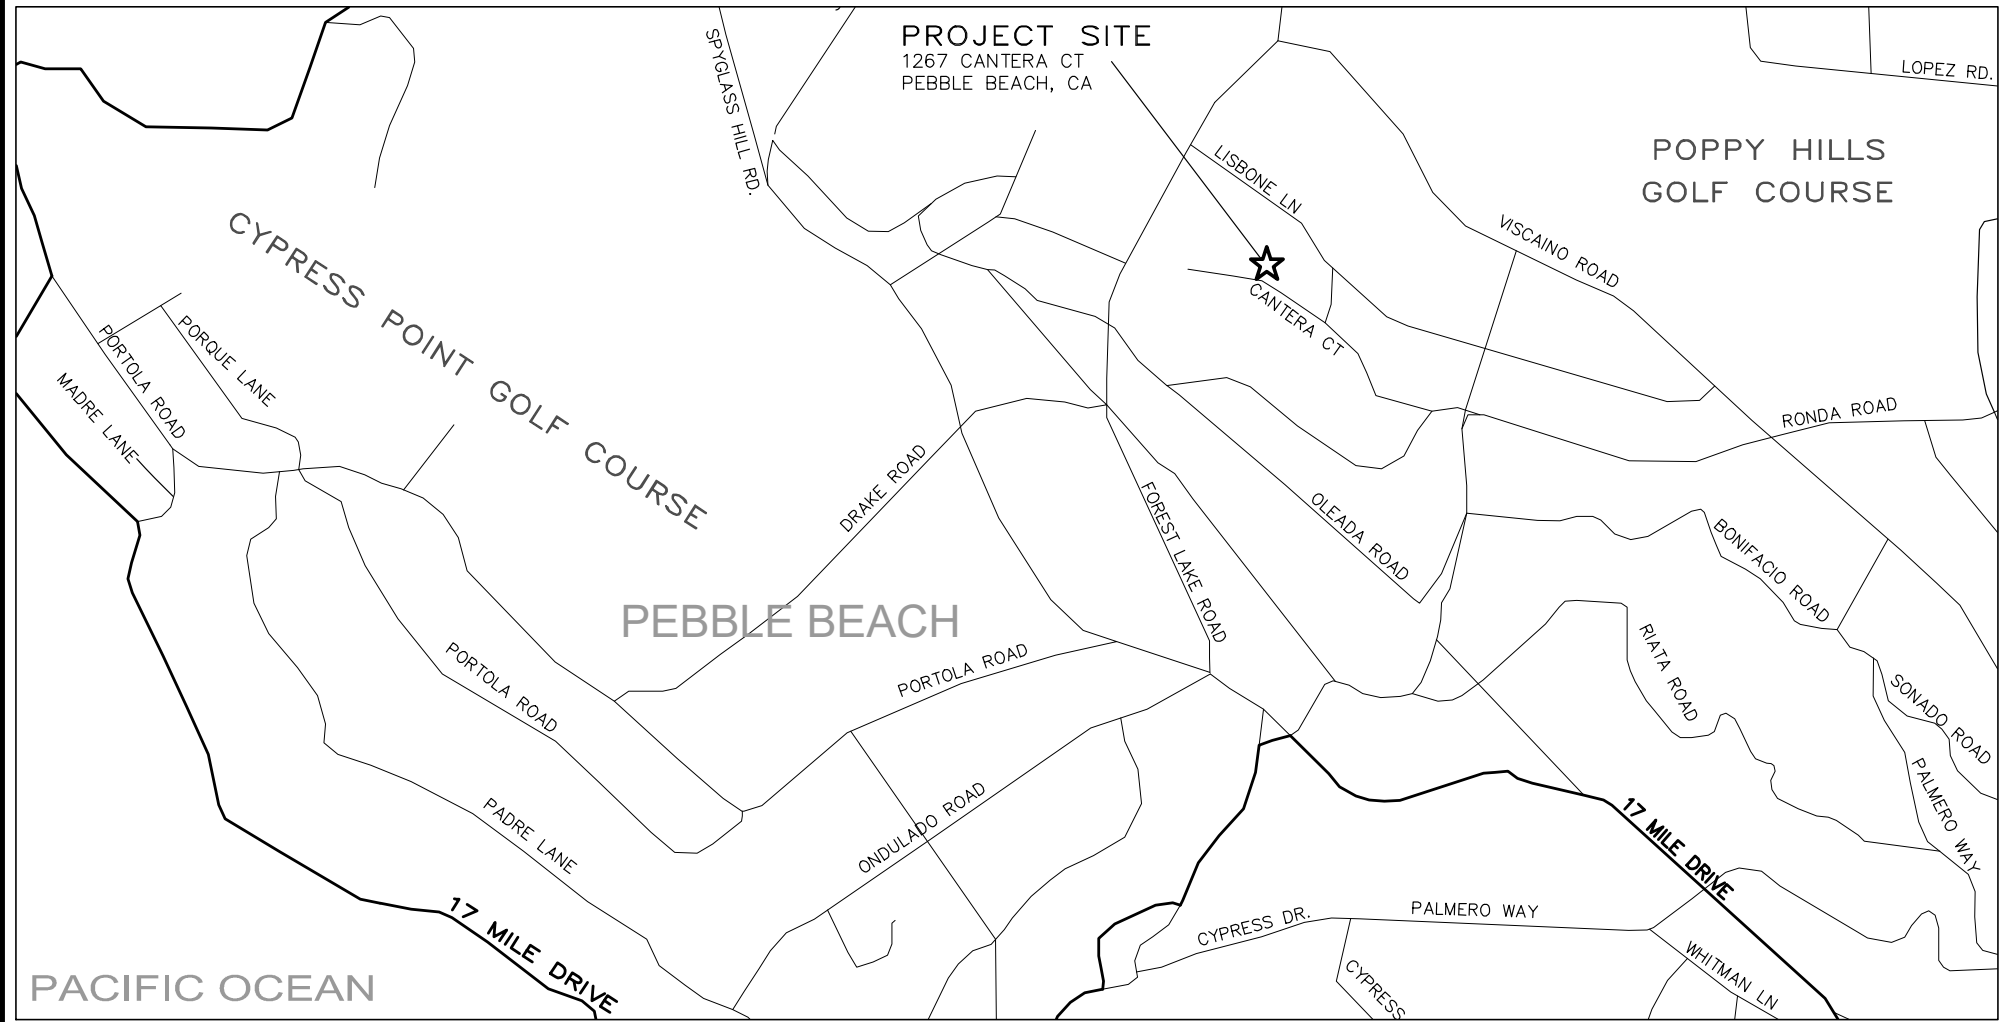 PROJECT SITE
1267 CANTERA CT
PEBBLE BEACH, CA
SPYGLASS HILL RD.
LOPEZ RD.
POPPY HILLS
GOLF COURSE
LISBONE LN
VISCAINO ROAD
CANTERA CT
CYPRESS POINT GOLF COURSE
PORQUE LANE
PORTOLA ROAD
MADRE LANE
RONDA ROAD
DRAKE ROAD
FOREST LAKE ROAD
OLEADA ROAD
BONIFACIO ROAD
PEBBLE BEACH
RIATA ROAD
PORTOLA ROAD
PORTOLA ROAD
SONADO ROAD
PALMERO WAY
PADRE LANE
ONDULADO ROAD
17 MILE DRIVE
17 MILE DRIVE
CYPRESS DR.
PALMERO WAY
WHITMAN LN
CYPRESS
PACIFIC OCEAN